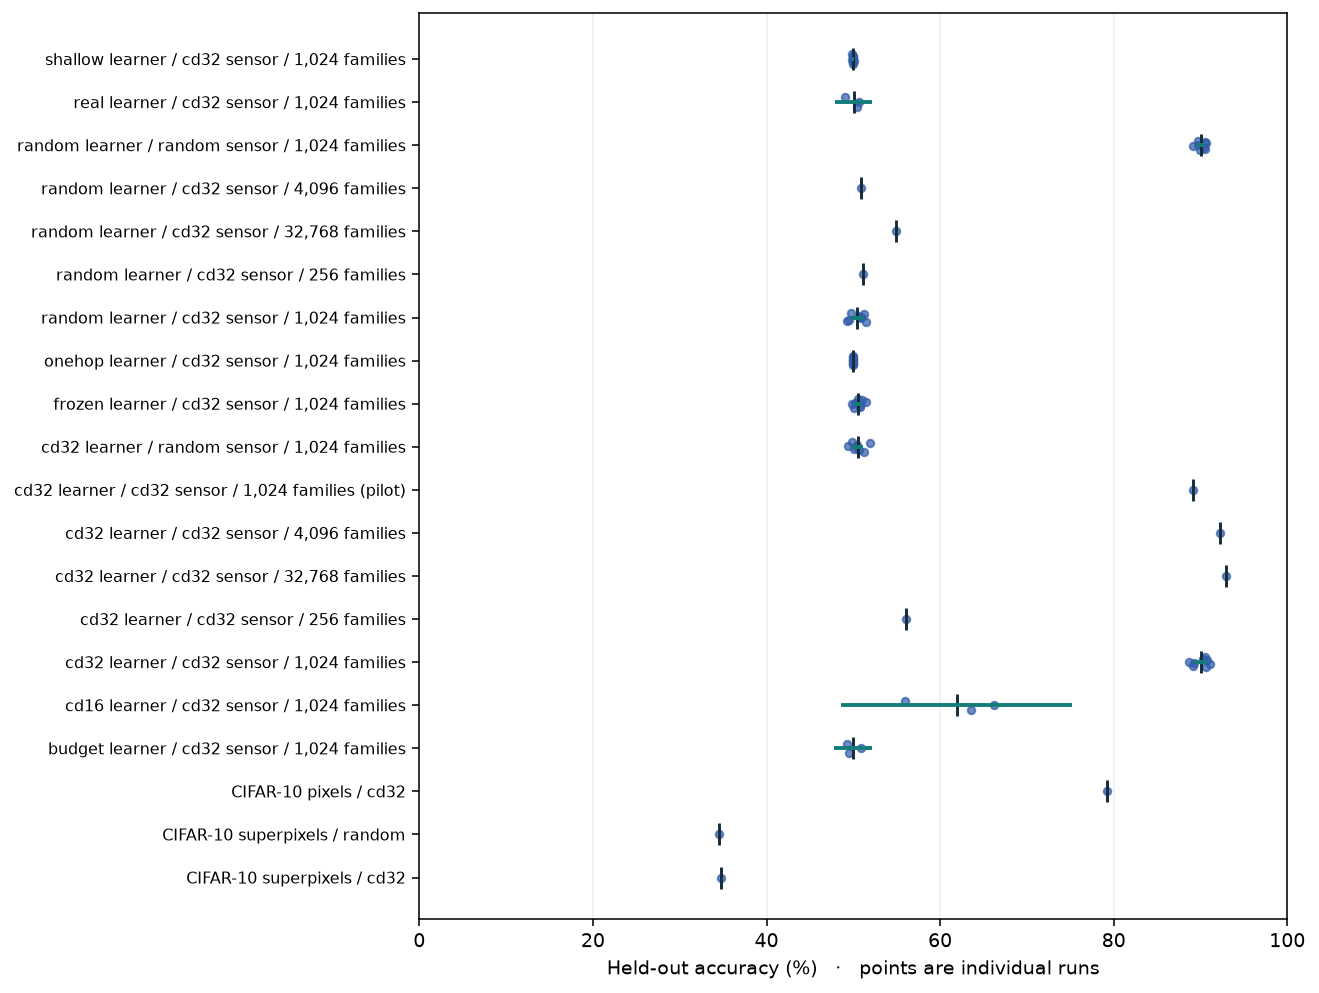 shallow learner / cd32 sensor / 1,024 families
real learner / cd32 sensor / 1,024 families
random learner / random sensor / 1,024 families
random learner / cd32 sensor / 4,096 families
random learner / cd32 sensor / 32,768 families
random learner / cd32 sensor / 256 families
random learner / cd32 sensor / 1,024 families
onehop learner / cd32 sensor / 1,024 families
frozen learner / cd32 sensor / 1,024 families
cd32 learner / random sensor / 1,024 families
cd32 learner / cd32 sensor / 1,024 families (pilot)
cd32 learner / cd32 sensor / 4,096 families
cd32 learner / cd32 sensor / 32,768 families
cd32 learner / cd32 sensor / 256 families
cd32 learner / cd32 sensor / 1,024 families
cd16 learner / cd32 sensor / 1,024 families
budget learner / cd32 sensor / 1,024 families
CIFAR-10 pixels / cd32
CIFAR-10 superpixels / random
CIFAR-10 superpixels / cd32
0 20 40 60 80 100
Held-out accuracy (%) · points are individual runs